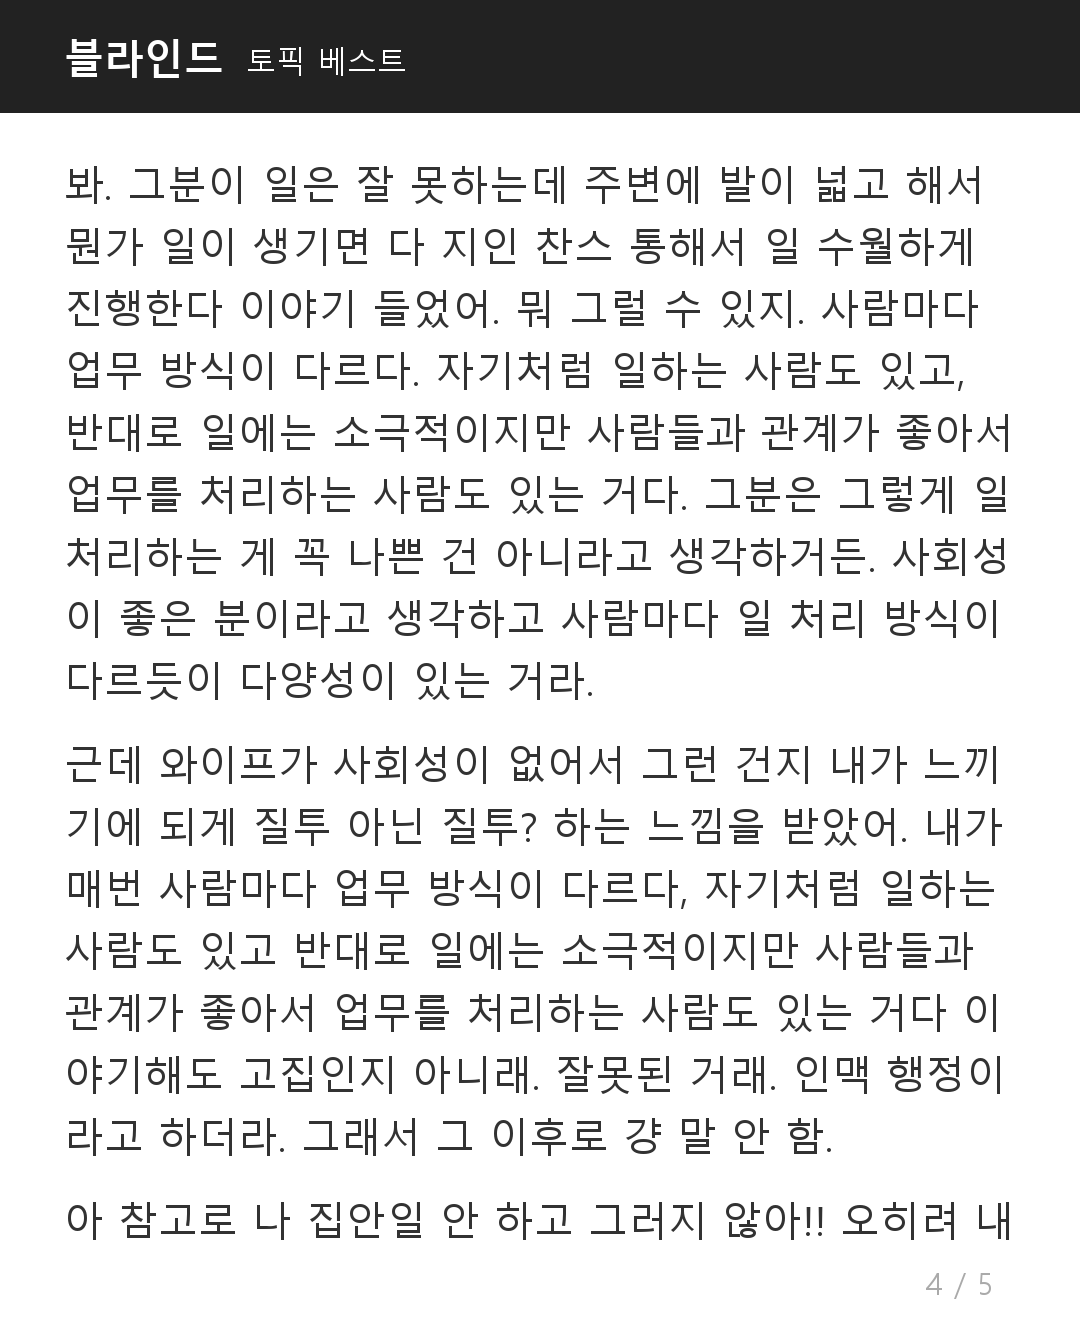 블라인드 토픽 베스트
봐. 그분이 일은 잘 못하는데 주변에 발이 넓고 해서
뭔가 일이 생기면 다 지인 찬스 통해서 일 수월하게
진행한다 이야기 들었어. 뭐 그럴 수 있지. 사람마다
업무 방식이 다르다. 자기처럼 일하는 사람도 있고,
반대로 일에는 소극적이지만 사람들과 관계가 좋아서
업무를 처리하는 사람도 있는 거다. 그분은 그렇게 일
처리하는 게 꼭 나쁜 건 아니라고 생각하거든. 사회성
이 좋은 분이라고 생각하고 사람마다 일 처리 방식이
다르듯이 다양성이 있는 거라.
근데 와이프가 사회성이 없어서 그런 건지 내가 느끼
기에 되게 질투 아닌 질투? 하는 느낌을 받았어. 내가
매번 사람마다 업무 방식이 다르다, 자기처럼 일하는
사람도 있고 반대로 일에는 소극적이지만 사람들과
관계가 좋아서 업무를 처리하는 사람도 있는 거다 이
야기해도 고집인지 아니래. 잘못된 거래. 인맥 행정이
라고 하더라. 그래서 그 이후로 걍 말 안 함.
아 참고로 나 집안일 안 하고 그러지 않아!! 오히려 내
4 / 5